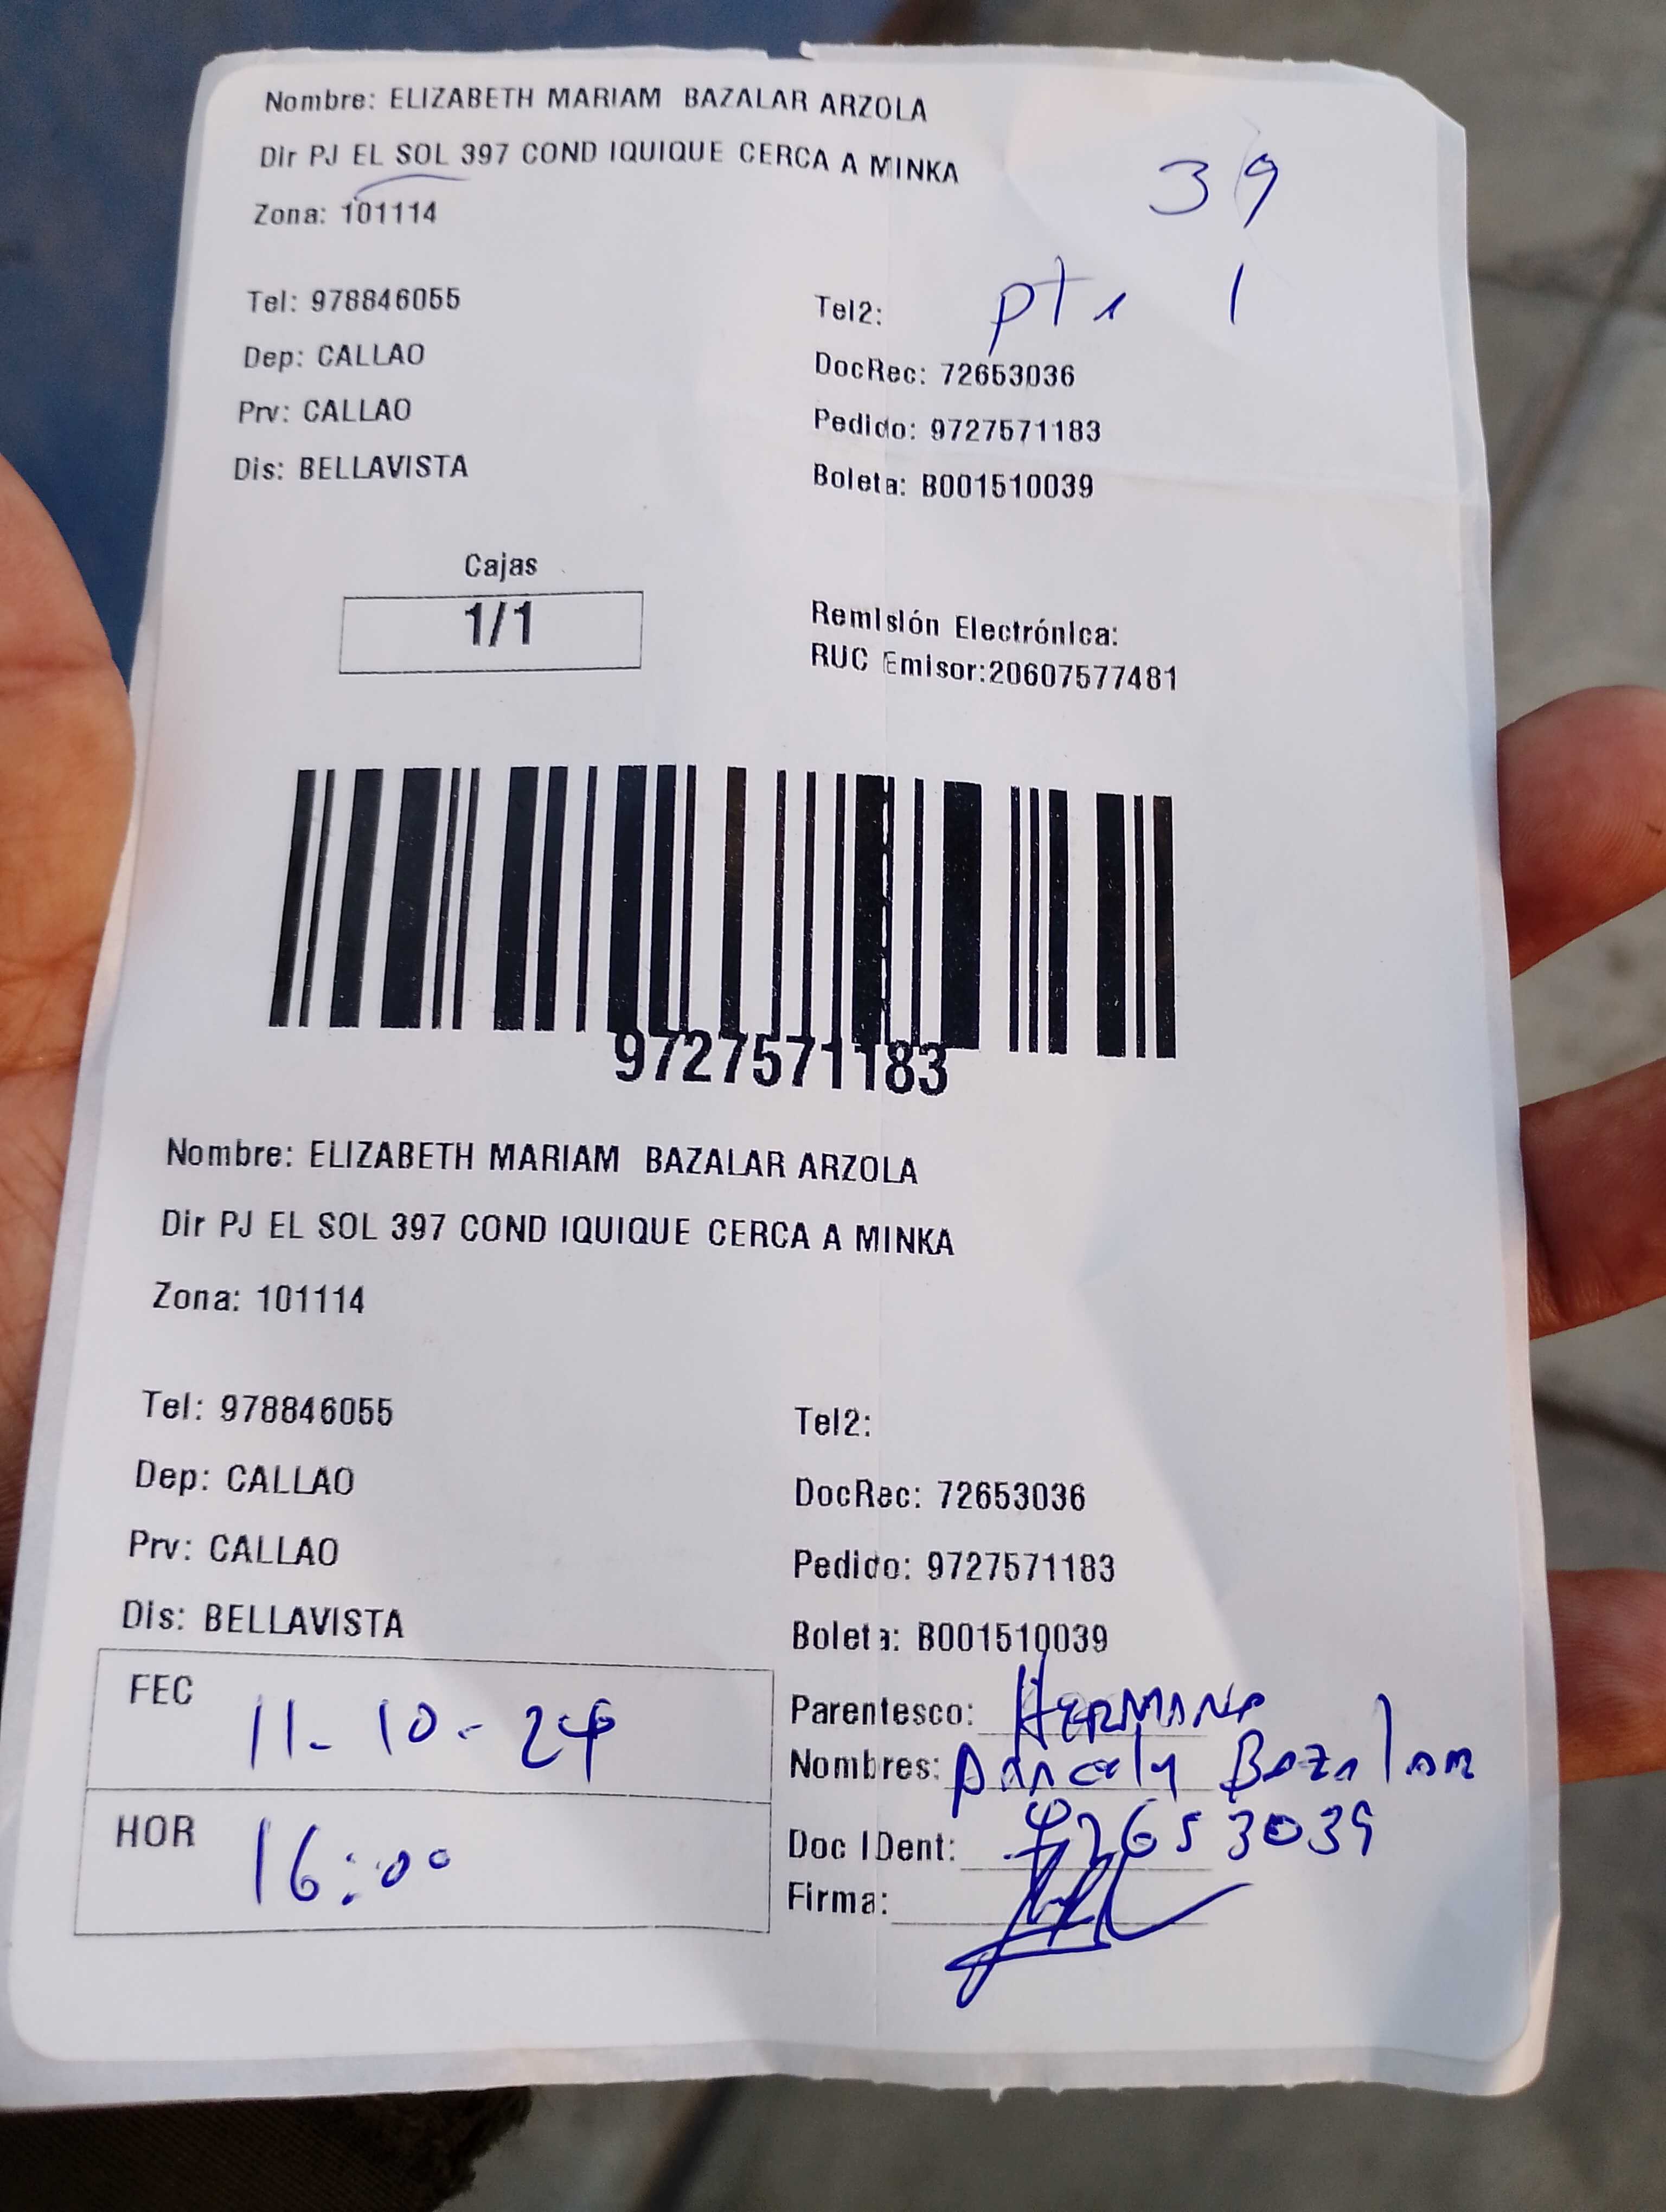 Nombre: ELIZABETH MARIAM BAZALAR ARZOLA
Dir PJ EL SOL 397 COND IQUIQUE CERCA A MINKA
39
Zona: 101114
Tel: 978846055
Tel2:
Dep: CALLAO
DocRec: 72653036
Prv: CALLAO
Pedido: 9727571183
Dis: BELLAVISTA
Boleta: B001510039
Cajas
1/1
Remisión Electrónica:
RUC Emisor:20607577481
9727571183
Nombre: ELIZABETH MARIAM BAZALAR ARZOLA
Dir PJ EL SOL 397 COND IQUIQUE CERCA A MINKA
Zona: 101114
Tel: 978846055
Tel2:
Dep: CALLAO
DocRec: 72653036
Prv: CALLAO
Pedido: 9727571183
Dis: BELLAVISTA
Boleta: B001510039
FEC 11-10-24
Parentesco: HERMANA
Nombres: Bazalar
HOR 16:00
Doc IDent: 72653039
Firma: